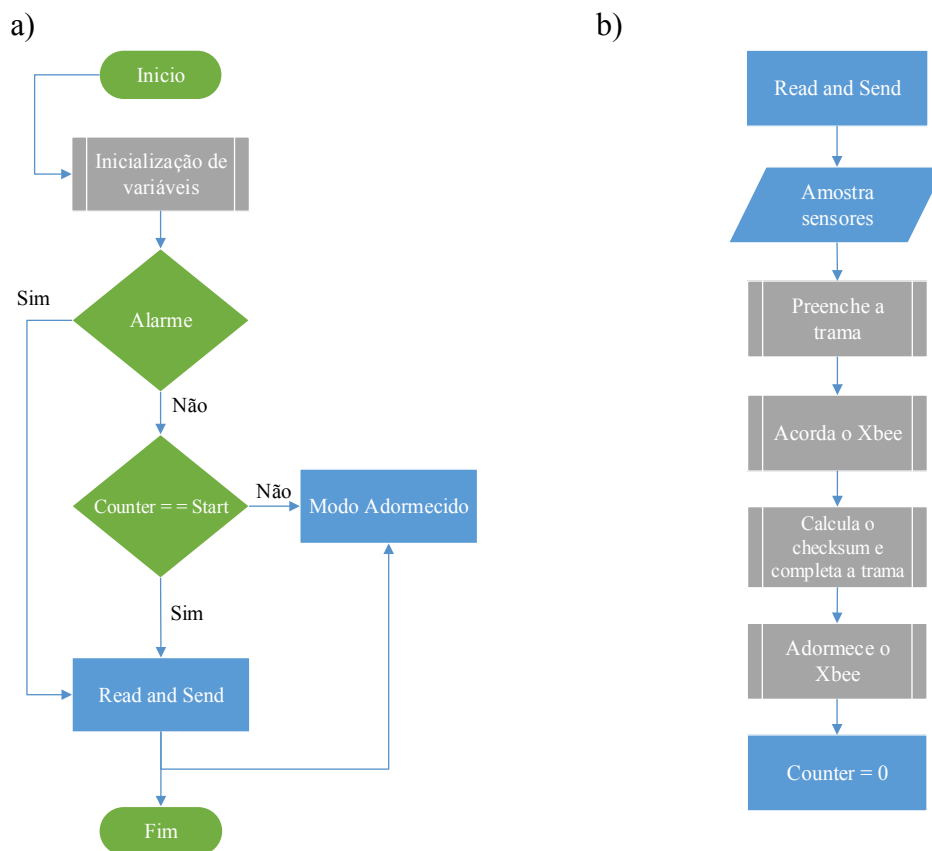 a)
Inicio
Inicialização de
variáveis
Sim
Alarme
Não
Counter = = Start
Não
Modo Adormecido
Sim
Read and Send
Fim
b)
Read and Send
Amostra
sensores
Preenche a
trama
Acorda o Xbee
Calcula o
checksum e
completa a trama
Adormece o
Xbee
Counter = 0